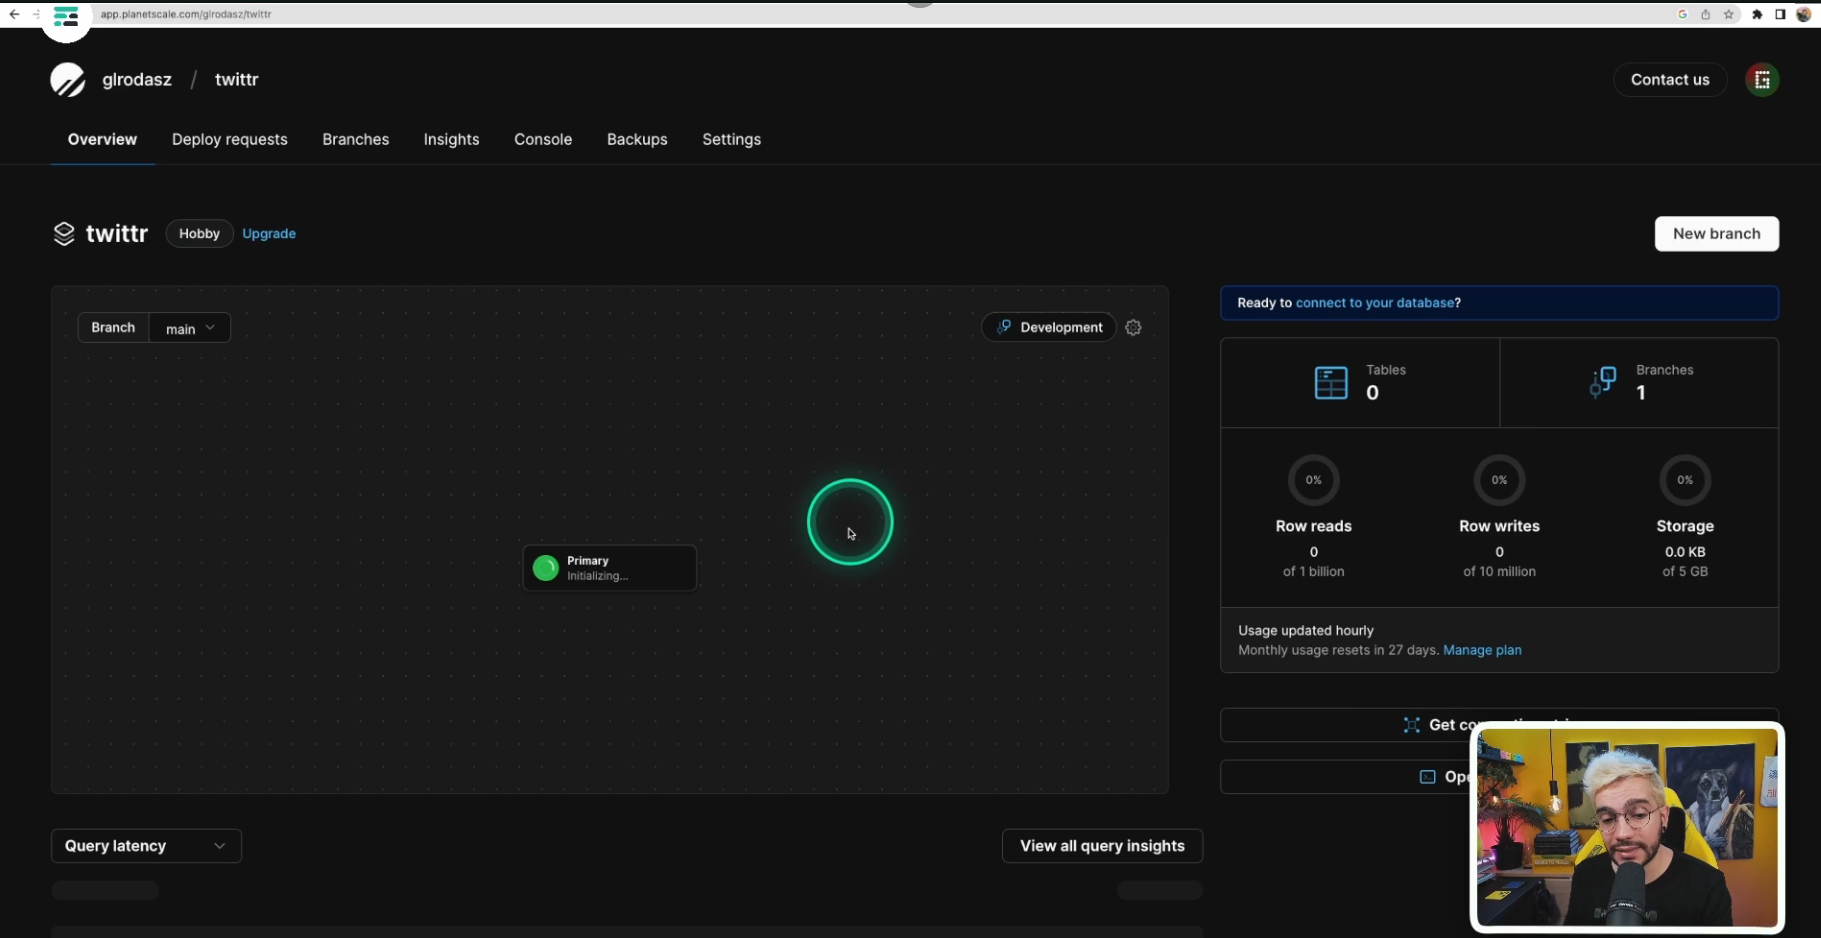 app.planetscale.com/glrodasz/twittr
glrodasz / twittr
Contact us
Overview
Deploy requests
Branches
Insights
Console
Backups
Settings
twittr
Hobby
Upgrade
New branch
Branch
main
Development
Primary
Initializing...
Ready to connect to your database?
Tables
0
Branches
1
0%
Row reads
0
of 1 billion
0%
Row writes
0
of 10 million
0%
Storage
0.0 KB
of 5 GB
Usage updated hourly
Monthly usage resets in 27 days. Manage plan
Get
Query latency
View all query insights